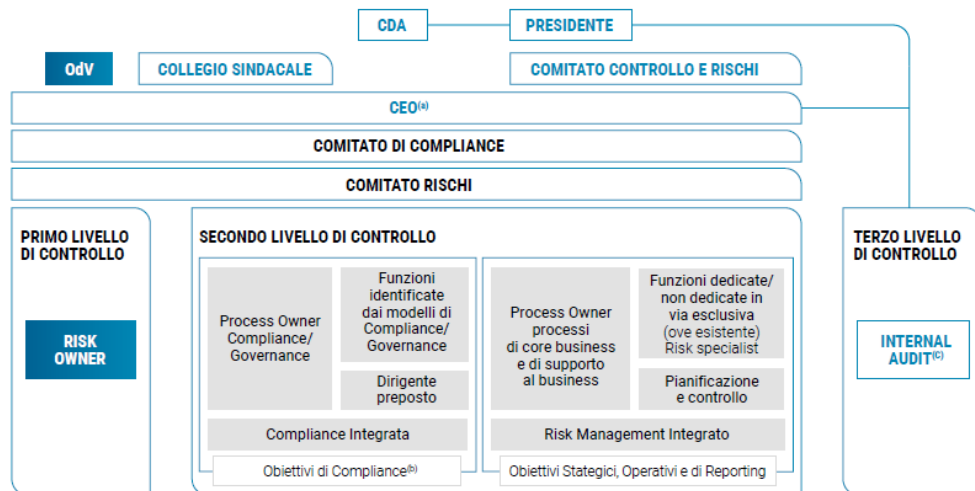 CDA
PRESIDENTE
OdV
COLLEGIO SINDACALE
COMITATO CONTROLLO E RISCHI
CEO(a)
COMITATO DI COMPLIANCE
COMITATO RISCHI
PRIMO LIVELLO
DI CONTROLLO
RISK
OWNER
SECONDO LIVELLO DI CONTROLLO
Process Owner
Compliance/
Governance
Funzioni
identificate
dai modelli di
Compliance/
Governance
Dirigente
preposto
Compliance Integrata
Obiettivi di Compliance(b)
Process Owner
processi
di core business
e di supporto
al business
Funzioni dedicate/
non dedicate in
via esclusiva
(ove esistente)
Risk specialist
Pianificazione
e controllo
Risk Management Integrato
Obiettivi Stategici, Operativi e di Reporting
TERZO LIVELLO
DI CONTROLLO
INTERNAL
AUDIT(C)